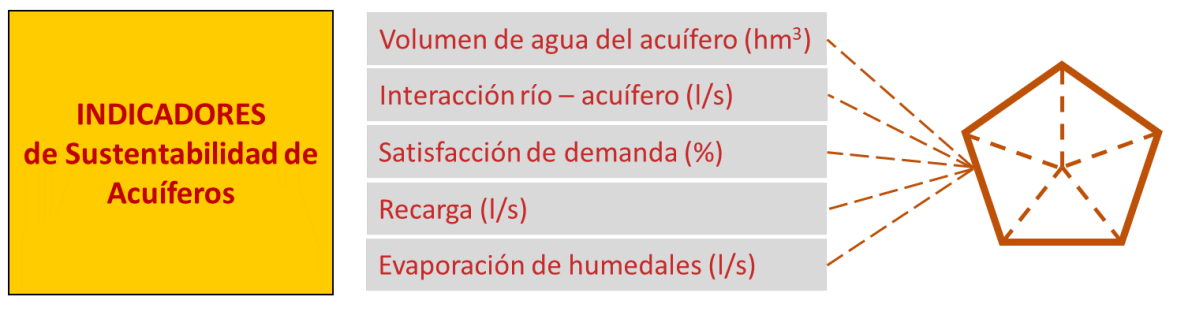 INDICADORES
de Sustentabilidad de
Acuíferos
Volumen de agua del acuífero (hm³)
Interacción río – acuífero (l/s)
Satisfacción de demanda (%)
Recarga (l/s)
Evaporación de humedales (l/s)